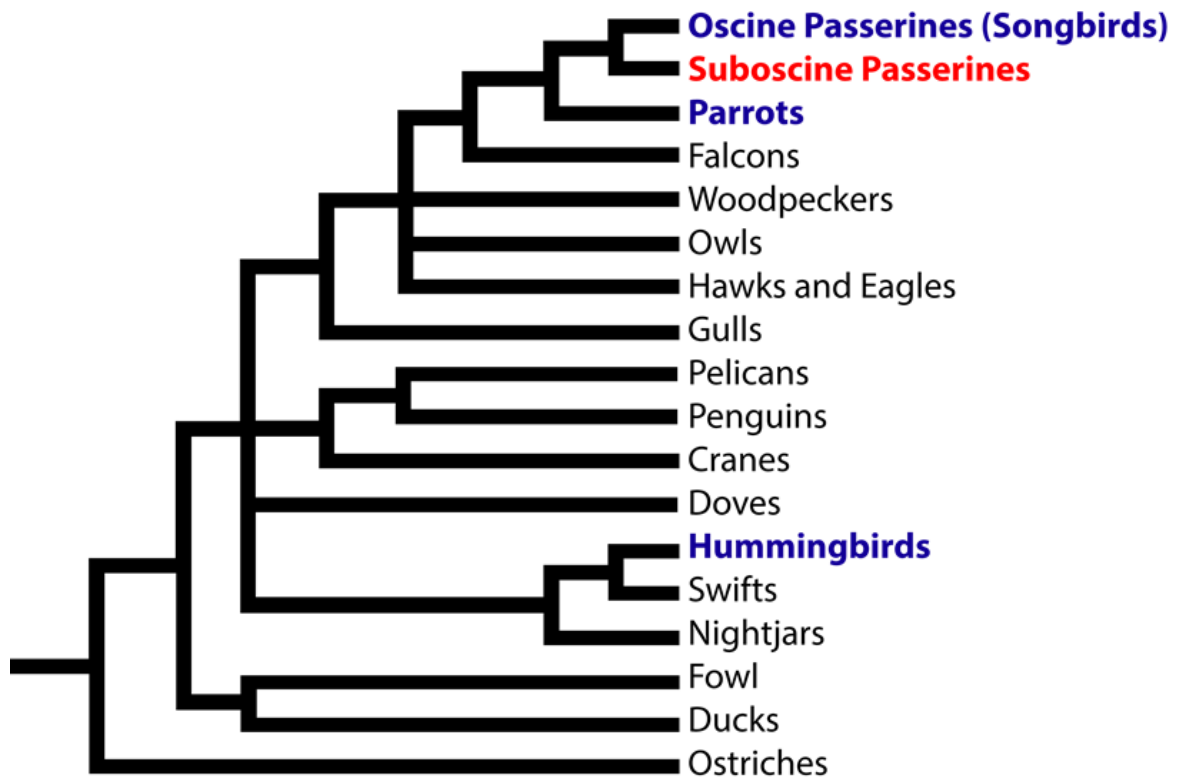 Oscine Passerines (Songbirds)
Suboscine Passerines
Parrots
Falcons
Woodpeckers
Owls
Hawks and Eagles
Gulls
Pelicans
Penguins
Cranes
Doves
Hummingbirds
Swifts
Nightjars
Fowl
Ducks
Ostriches